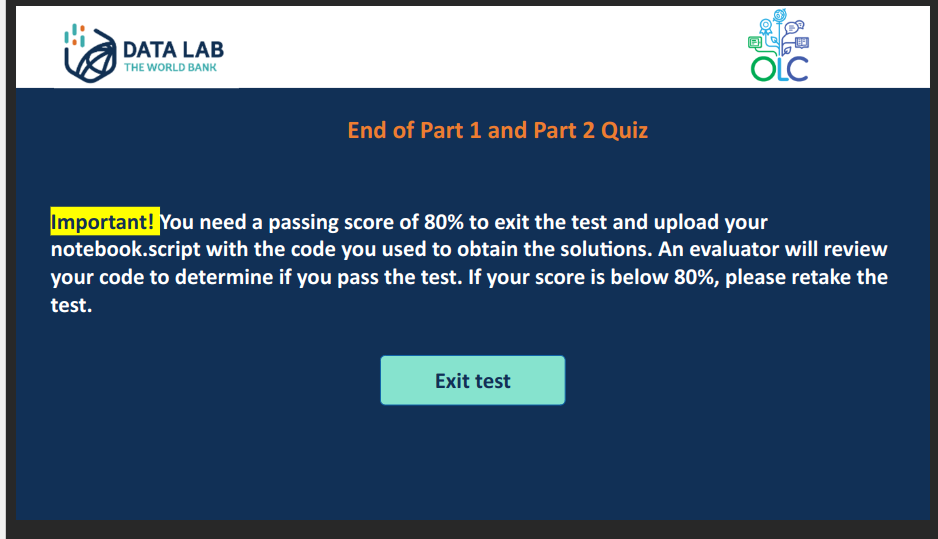 DATA LAB
THE WORLD BANK
OLC
End of Part 1 and Part 2 Quiz
Important! You need a passing score of 80% to exit the test and upload your
notebook.script with the code you used to obtain the solutions. An evaluator will review
your code to determine if you pass the test. If your score is below 80%, please retake the
test.
Exit test